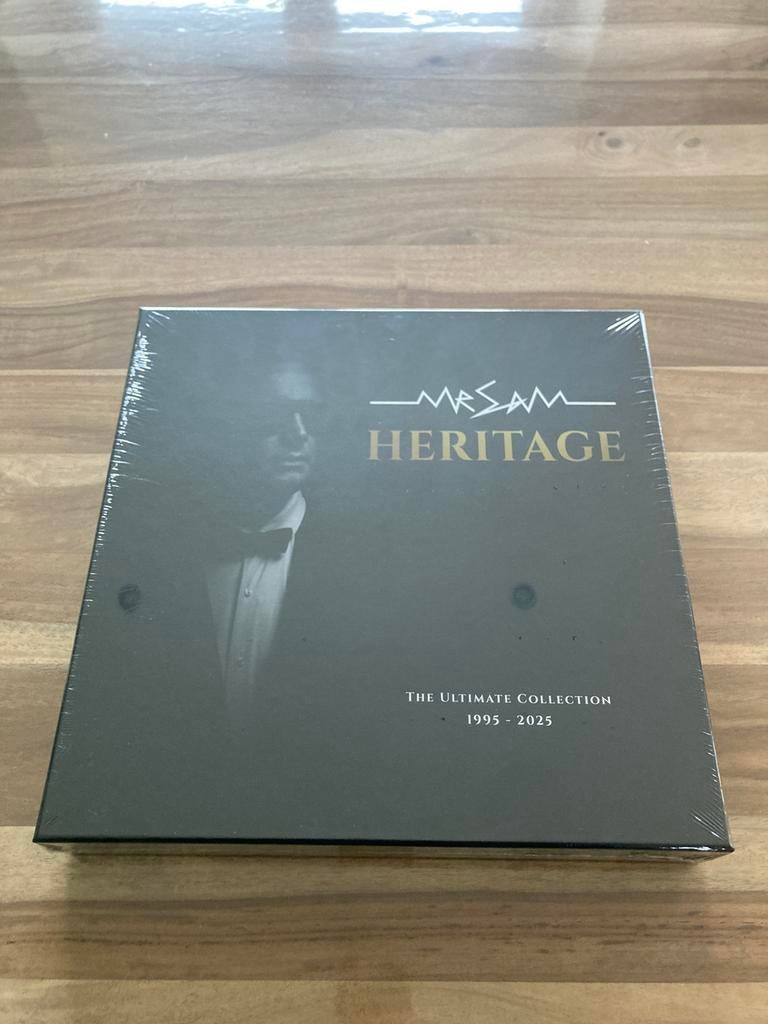 MRSAM
HERITAGE
THE ULTIMATE COLLECTION
1995 - 2025